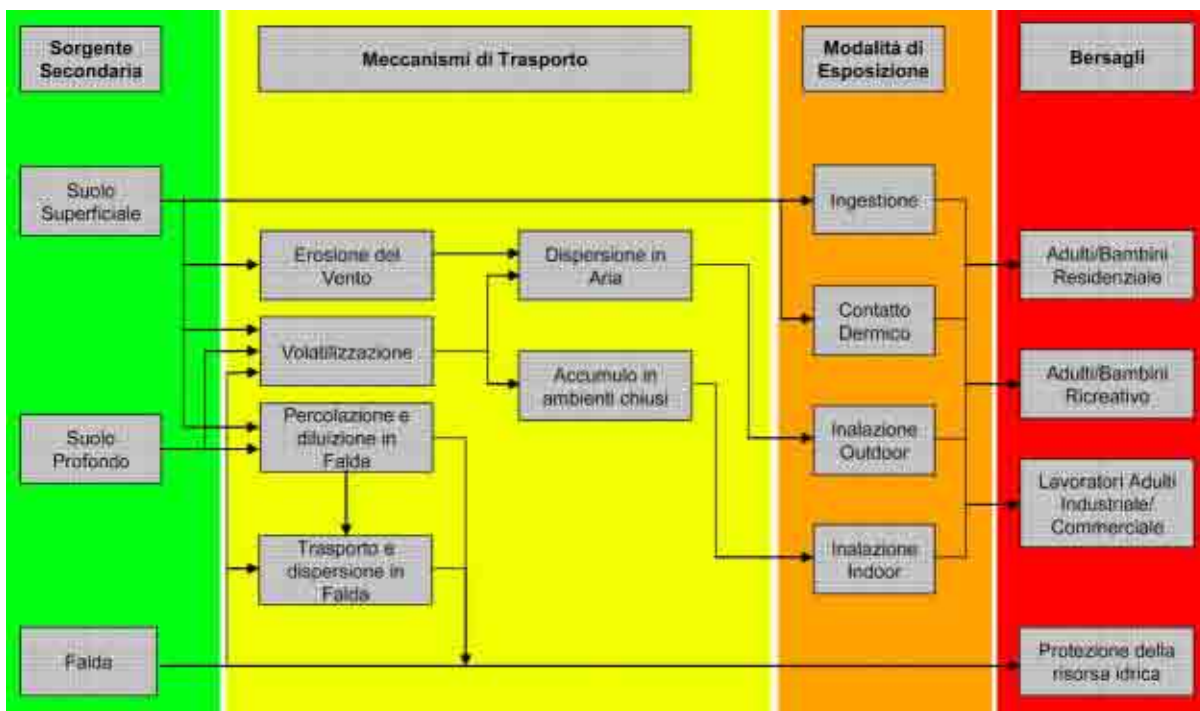 Sorgente
Secondaria
Meccanismi di Trasporto
Modalità di
Esposizione
Bersagli
Suolo
Superficiale
Ingestione
Erosione del
Vento
Dispersione in
Aria
Adulti/Bambini
Residenziale
Contatto
Dermico
Volatilizzazione
Accumulo in
ambienti chiusi
Adulti/Bambini
Ricreativo
Suolo
Profondo
Percolazione e
diluizione in
Falda
Inalazione
Outdoor
Lavoratori Adulti
Industriale/
Commerciale
Trasporto e
dispersione in
Falda
Inalazione
Indoor
Falda
Protezione della
risorsa idrica